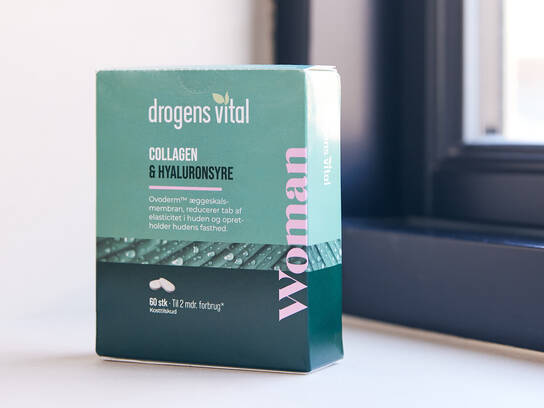 drogens vital
COLLAGEN
& HYALURONSYRE
Ovoderm™ æggeskals-
membran, reducerer tab af
elasticitet i huden og opret-
holder hudens fasthed.
Woman
60 stk · Til 2 mdr. forbrug*
Kosttilskud
ens vital